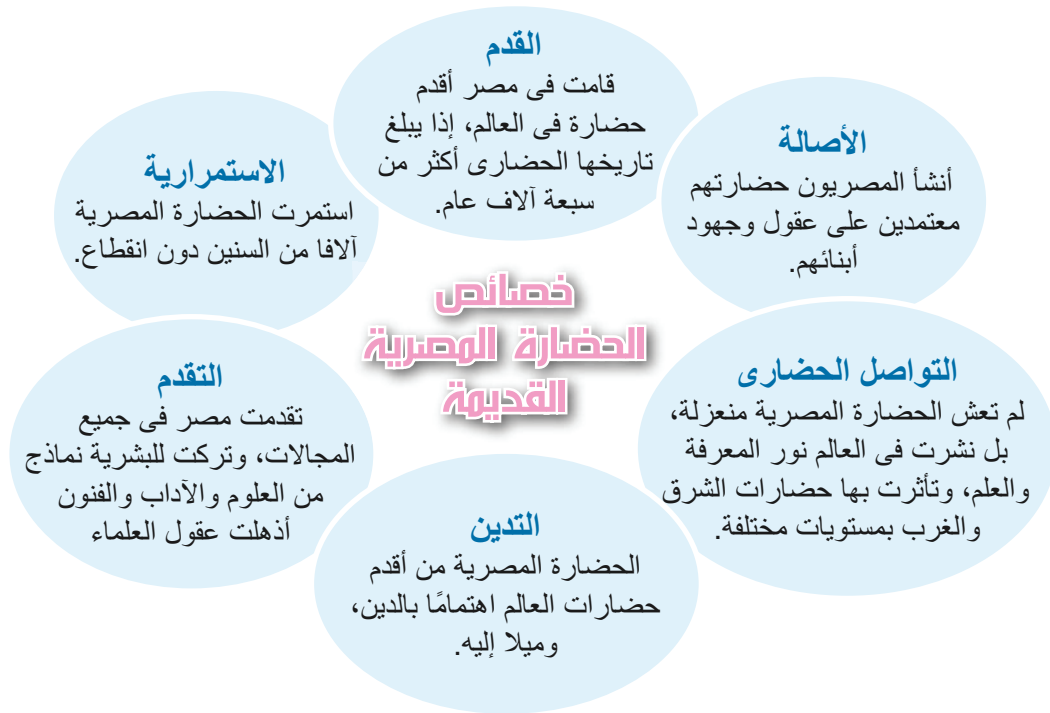 القدم
قامت فى مصر أقدم
حضارة فى العالم، إذا يبلغ
تاريخها الحضارى أكثر من
سبعة آلاف عام.
الأصالة
أنشأ المصريون حضارتهم
معتمدين على عقول وجهود
أبنائهم.
الاستمرارية
استمرت الحضارة المصرية
آلافا من السنين دون انقطاع.
خصائص
الحضارة المصرية
القديمة
التواصل الحضارى
لم تعش الحضارة المصرية منعزلة،
بل نشرت فى العالم نور المعرفة
والعلم، وتأثرت بها حضارات الشرق
والغرب بمستويات مختلفة.
التقدم
تقدمت مصر فى جميع
المجالات، وتركت للبشرية نماذج
من العلوم والآداب والفنون
أذهلت عقول العلماء
التدين
الحضارة المصرية من أقدم
حضارات العالم اهتمامًا بالدين،
وميلا إليه.